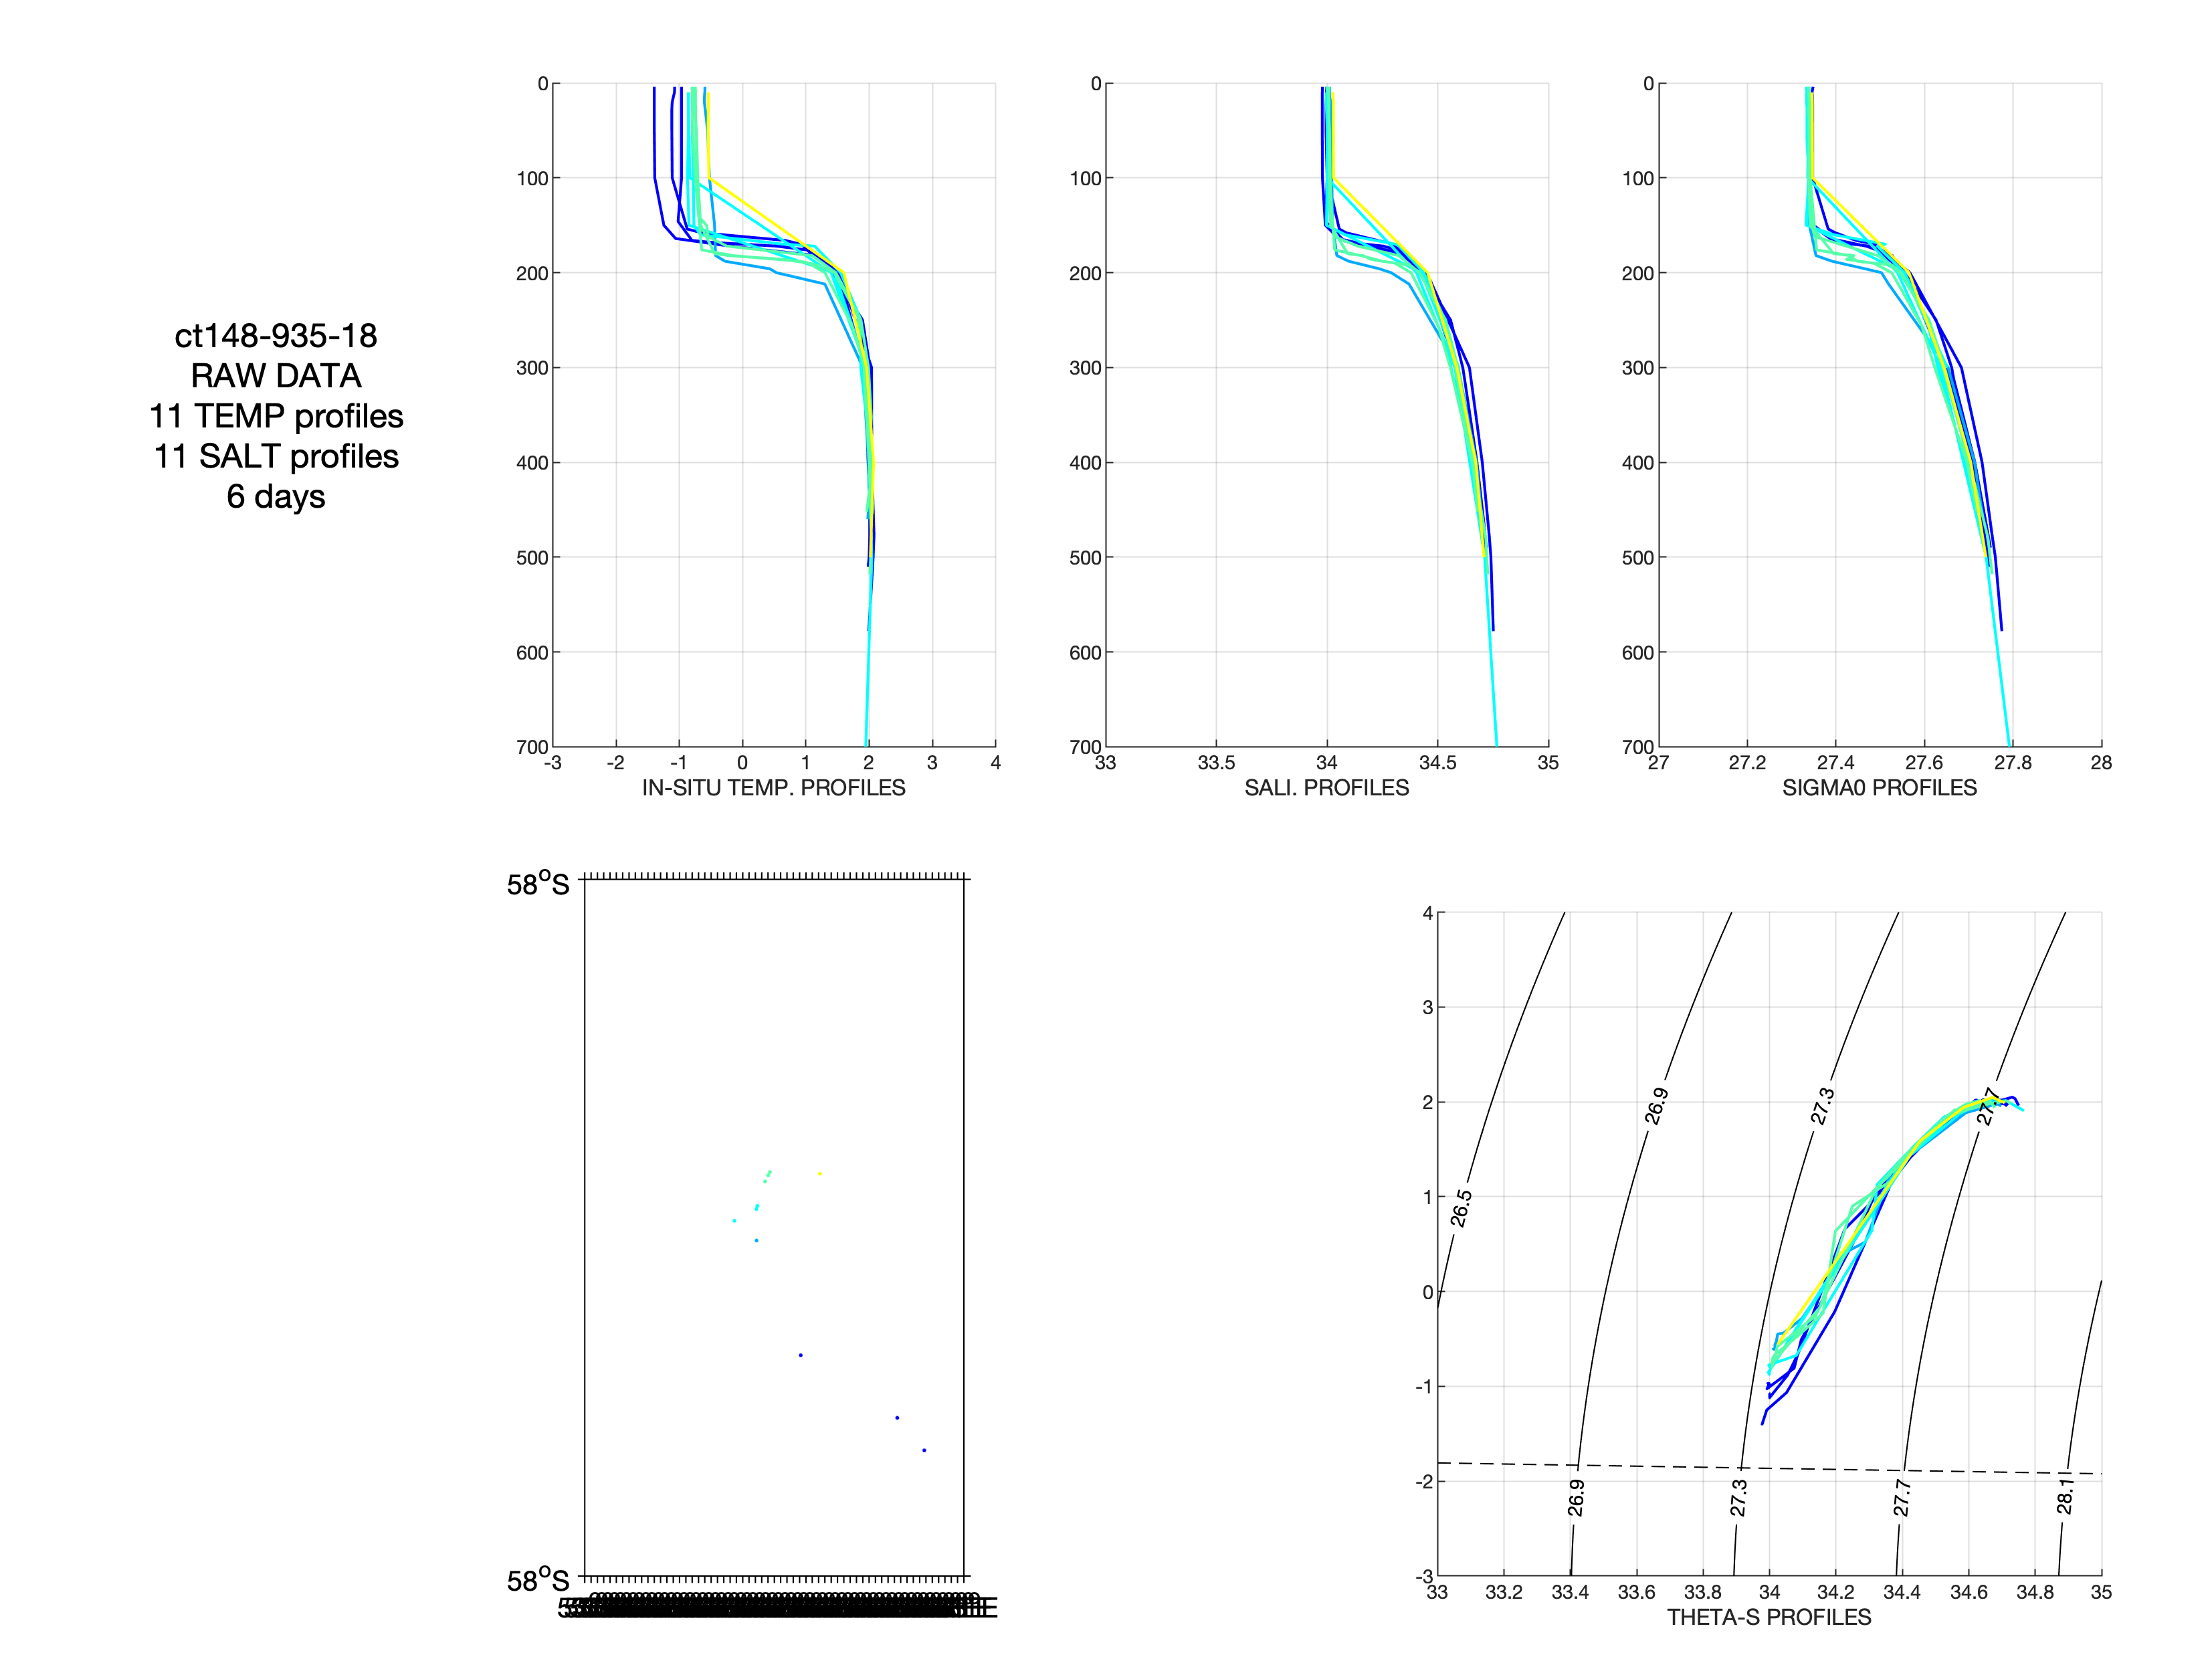 ct148-935-18
RAW DATA
11 TEMP profiles
11 SALT profiles
6 days
0
100
200
300
400
500
600
700
-3 -2 -1 0 1 2 3 4
IN-SITU TEMP. PROFILES
0
100
200
300
400
500
600
700
33 33.5 34 34.5 35
SALI. PROFILES
0
100
200
300
400
500
600
700
27 27.2 27.4 27.6 27.8 28
SIGMA0 PROFILES
58°S
58°S
4
3
2
1
0
-1
-2
-3
26.5
26.9
27.3
27.7
26.9
27.3
27.7
28.1
33 33.2 33.4 33.6 33.8 34 34.2 34.4 34.6 34.8 35
THETA-S PROFILES